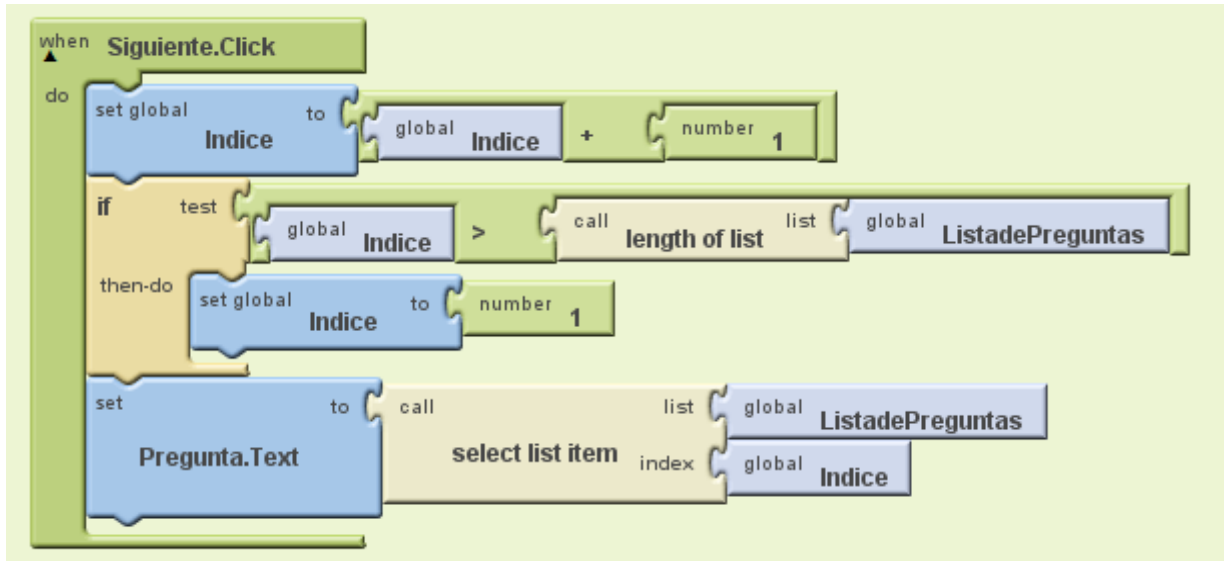 when Siguiente.Click
do
set global Indice to global Indice + number 1
if test global Indice > call length of list list global ListadePreguntas
then-do set global Indice to number 1
set Pregunta.Text to call select list item list global ListadePreguntas
index global Indice